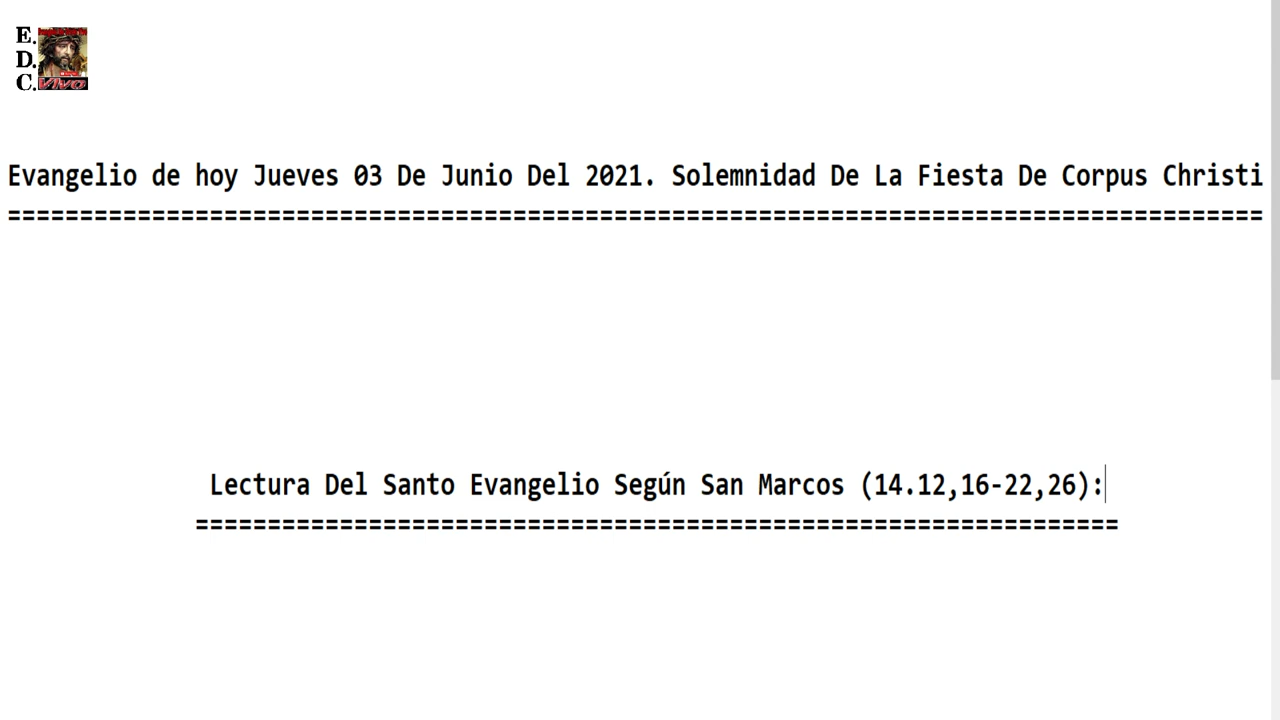 E.
D.
C.
Vivo
Evangelio de hoy Jueves 03 De Junio Del 2021. Solemnidad De La Fiesta De Corpus Christi
=======================================================================================
Lectura Del Santo Evangelio Según San Marcos (14.12,16-22,26):
================================================================